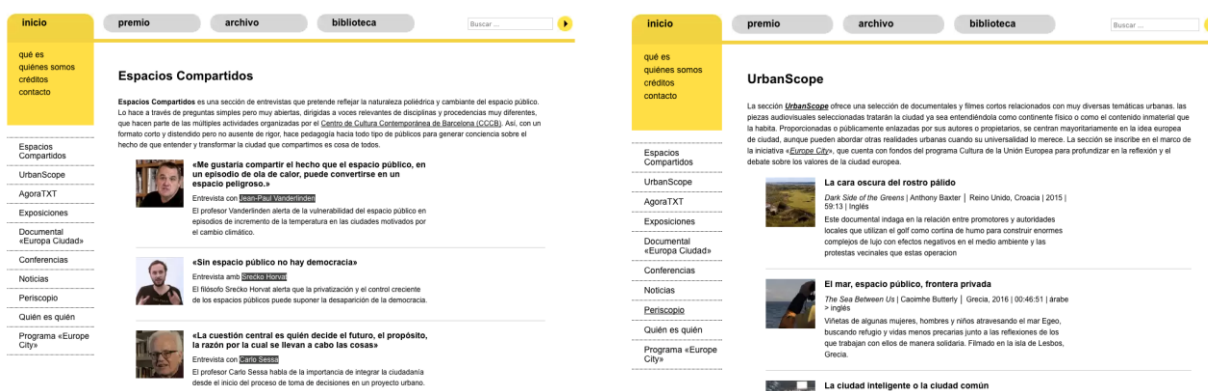 inicio
premio
archivo
biblioteca
Buscar ...
qué es
quiénes somos
créditos
contacto
Espacios
Compartidos
UrbanScope
AgoraTXT
Exposiciones
Documental
«Europa Ciudad»
Conferencias
Noticias
Periscopio
Quién es quién
Programa «Europe
City»
Espacios Compartidos
Espacios Compartidos es una sección de entrevistas que pretende reflejar la naturaleza poliédrica y cambiante del espacio público.
Lo hace a través de preguntas simples pero muy abiertas, dirigidas a voces relevantes de disciplinas y procedencias muy diferentes,
que hacen parte de las múltiples actividades organizadas por el Centro de Cultura Contemporánea de Barcelona (CCCB). Así, con un
formato corto y distendido pero no ausente de rigor, hace pedagogía hacia todo tipo de públicos para generar conciencia sobre el
hecho de que entender y transformar la ciudad que compartimos es cosa de todos.
«Me gustaría compartir el hecho que el espacio público, en
un episodio de ola de calor, puede convertirse en un
espacio peligroso.»
Entrevista con Jean-Paul Vanderlinden
El profesor Vanderlinden alerta de la vulnerabilidad del espacio público en
episodios de incremento de la temperatura en las ciudades motivados por
el cambio climático.
«Sin espacio público no hay democracia»
Entrevista amb Srećko Horvat
El filósofo Srećko Horvat alerta que la privatización y el control creciente
de los espacios públicos puede suponer la desaparición de la democracia.
«La cuestión central es quién decide el futuro, el propósito,
la razón por la cual se llevan a cabo las cosas»
Entrevista con Carlo Sessa
El profesor Carlo Sessa habla de la importancia de integrar la ciudadanía
desde el inicio del proceso de toma de decisiones en un proyecto urbano.
inicio
premio
archivo
biblioteca
Buscar ...
qué es
quiénes somos
créditos
contacto
Espacios
Compartidos
UrbanScope
AgoraTXT
Exposiciones
Documental
«Europa Ciudad»
Conferencias
Noticias
Periscopio
Quién es quién
Programa «Europe
City»
UrbanScope
La sección UrbanScope ofrece una selección de documentales y filmes cortos relacionados con muy diversas temáticas urbanas. las
piezas audiovisuales seleccionadas tratarán la ciudad ya sea entendiéndola como continente físico o como el contenido inmaterial que
la habita. Proporcionadas o públicamente enlazadas por sus autores o propietarios, se centran mayoritariamente en la idea europea
de ciudad, aunque pueden abordar otras realidades urbanas cuando su universalidad lo merece. La sección se inscribe en el marco de
la iniciativa «Europe City», que cuenta con fondos del programa Cultura de la Unión Europea para profundizar en la reflexión y el
debate sobre los valores de la ciudad europea.
La cara oscura del rostro pálido
Dark Side of the Greens | Anthony Baxter | Reino Unido, Croacia | 2015 |
59:13 | Inglés
Este documental indaga en la relación entre promotores y autoridades
locales que utilizan el golf como cortina de humo para construir enormes
complejos de lujo con efectos negativos en el medio ambiente y las
protestas vecinales que estas operacion
El mar, espacio público, frontera privada
The Sea Between Us | Caoimhe Butterly | Grecia, 2016 | 00:46:51 | árabe
> inglés
Viñetas de algunas mujeres, hombres y niños atravesando el mar Egeo,
buscando refugio y vidas menos precarias junto a las reflexiones de los
que trabajan con ellos de manera solidaria. Filmado en la isla de Lesbos,
Grecia.
La ciudad inteligente o la ciudad común